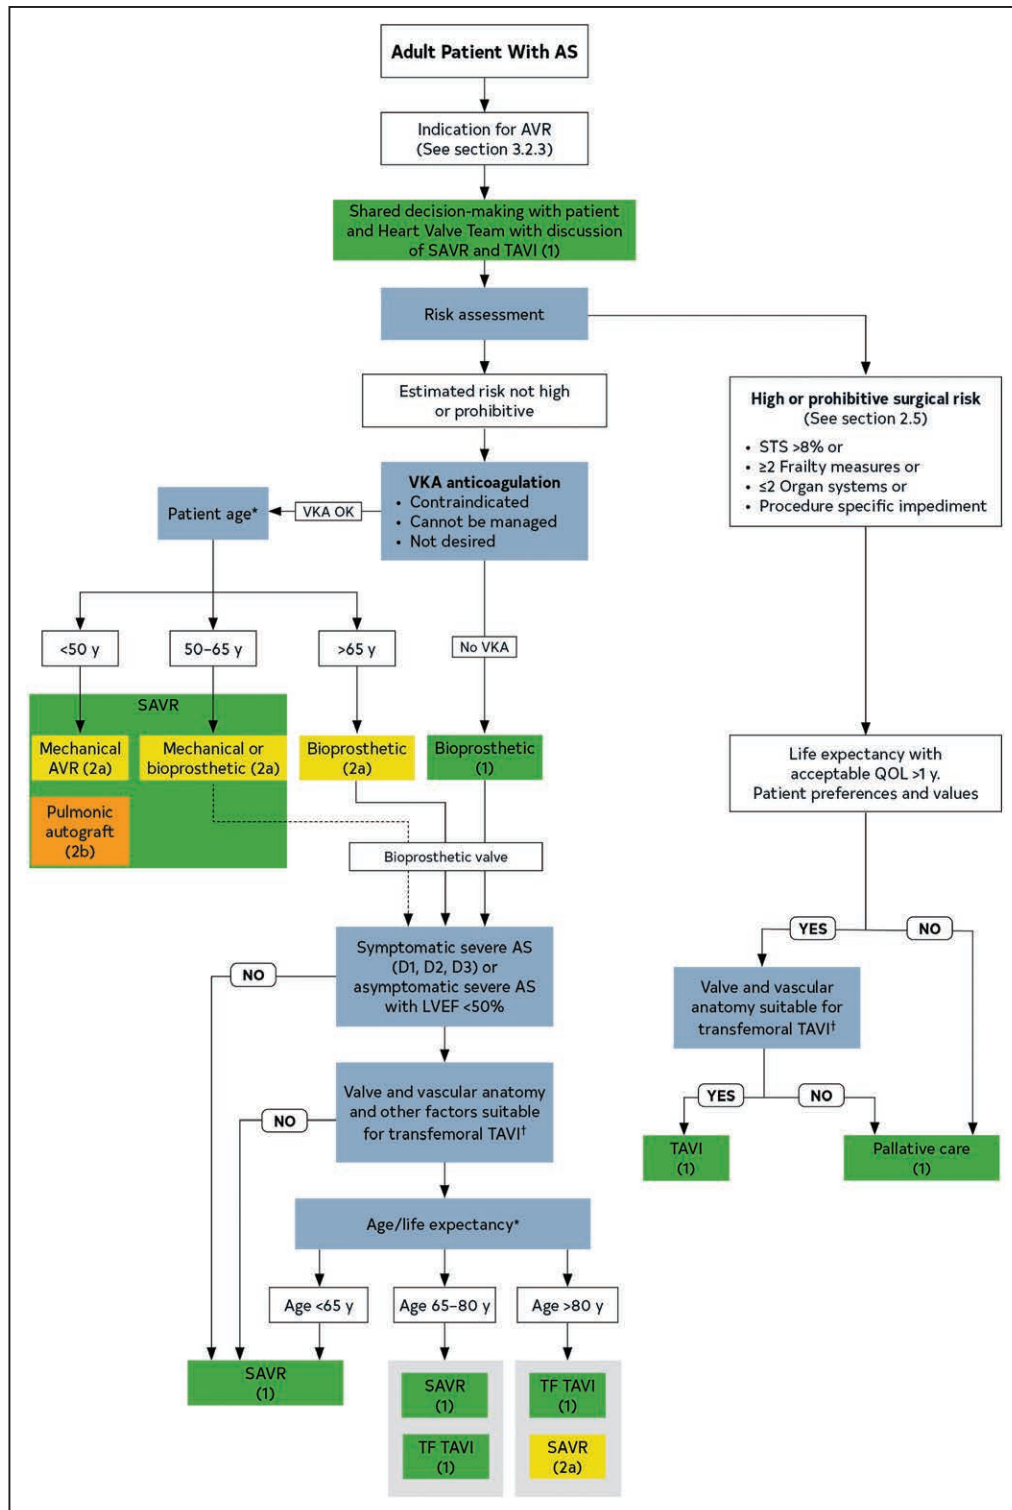 Adult Patient With AS
Indication for AVR
(See section 3.2.3)
Shared decision-making with patient
and Heart Valve Team with discussion
of SAVR and TAVI (1)
Risk assessment
Estimated risk not high
or prohibitive
High or prohibitive surgical risk
(See section 2.5)
• STS >8% or
• ≥2 Frailty measures or
• ≤2 Organ systems or
• Procedure specific impediment
VKA anticoagulation
• Contraindicated
• Cannot be managed
• Not desired
VKA OK
Patient age*
<50 y
50–65 y
>65 y
No VKA
SAVR
Mechanical
AVR (2a)
Mechanical or
bioprosthetic (2a)
Bioprosthetic
(2a)
Bioprosthetic
(1)
Pulmonic
autograft
(2b)
Bioprosthetic valve
Life expectancy with
acceptable QOL >1 y.
Patient preferences and values
YES
NO
Symptomatic severe AS
(D1, D2, D3) or
asymptomatic severe AS
with LVEF <50%
NO
Valve and vascular
anatomy suitable for
transfemoral TAVI†
Valve and vascular anatomy
and other factors suitable
for transfemoral TAVI†
NO
YES
NO
TAVI
(1)
Pallative care
(1)
Age/life expectancy*
Age <65 y
Age 65–80 y
Age >80 y
SAVR
(1)
SAVR
(1)
TF TAVI
(1)
TF TAVI
(1)
SAVR
(2a)